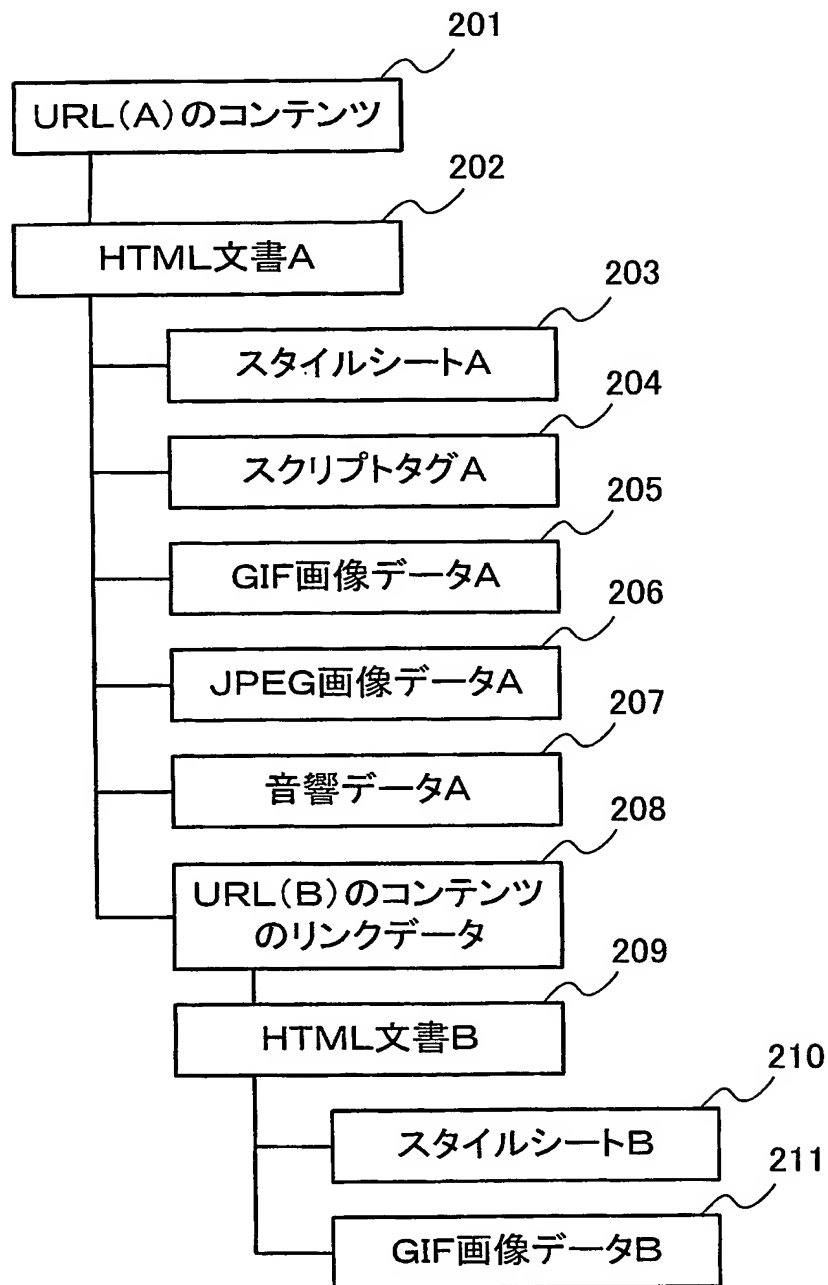 201
URL(A)のコンテンツ
202
HTML文書A
203
スタイルシートA
204
スクリプトタグA
205
GIF画像データA
206
JPEG画像データA
207
音響データA
208
URL(B)のコンテンツ
のリンクデータ
209
HTML文書B
210
スタイルシートB
211
GIF画像データB